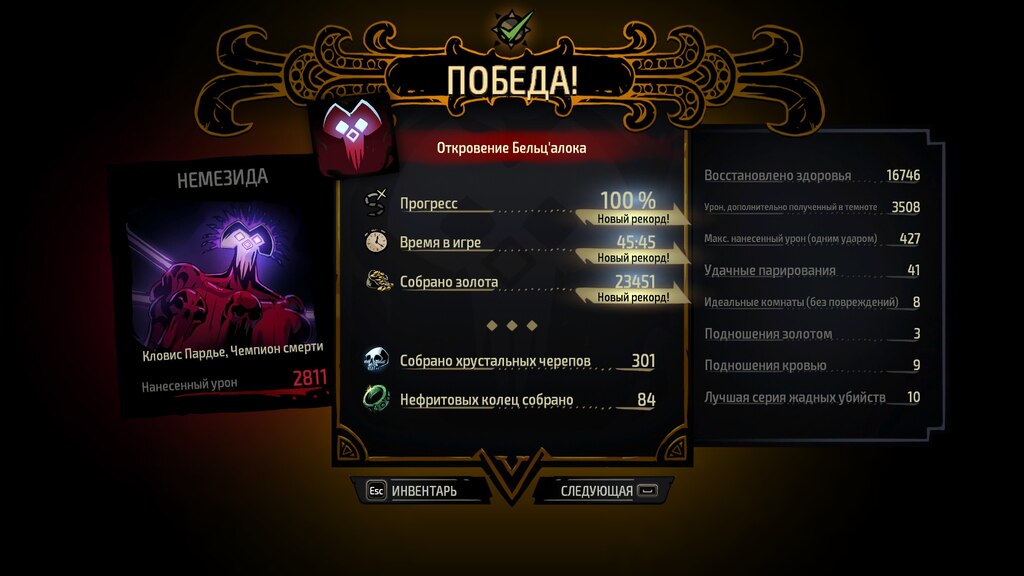 ПОБЕДА!
Откровение Бельц'алока
НЕМЕЗИДА
Кловис Пардье, Чемпион смерти
Нанесенный урон 2811
Прогресс 100 %
Новый рекорд!
Время в игре 45:45
Новый рекорд!
Собрано золота 23451
Новый рекорд!
Собрано хрустальных черепов 301
Нефритовых колец собрано 84
Восстановлено здоровья 16746
Урон, дополнительно полученный в темноте 3508
Макс. нанесенный урон (одним ударом) 427
Удачные парирования 41
Идеальные комнаты (без повреждений) 8
Подношения золотом 3
Подношения кровью 9
Лучшая серия жадных убийств 10
Esc ИНВЕНТАРЬ
СЛЕДУЮЩАЯ